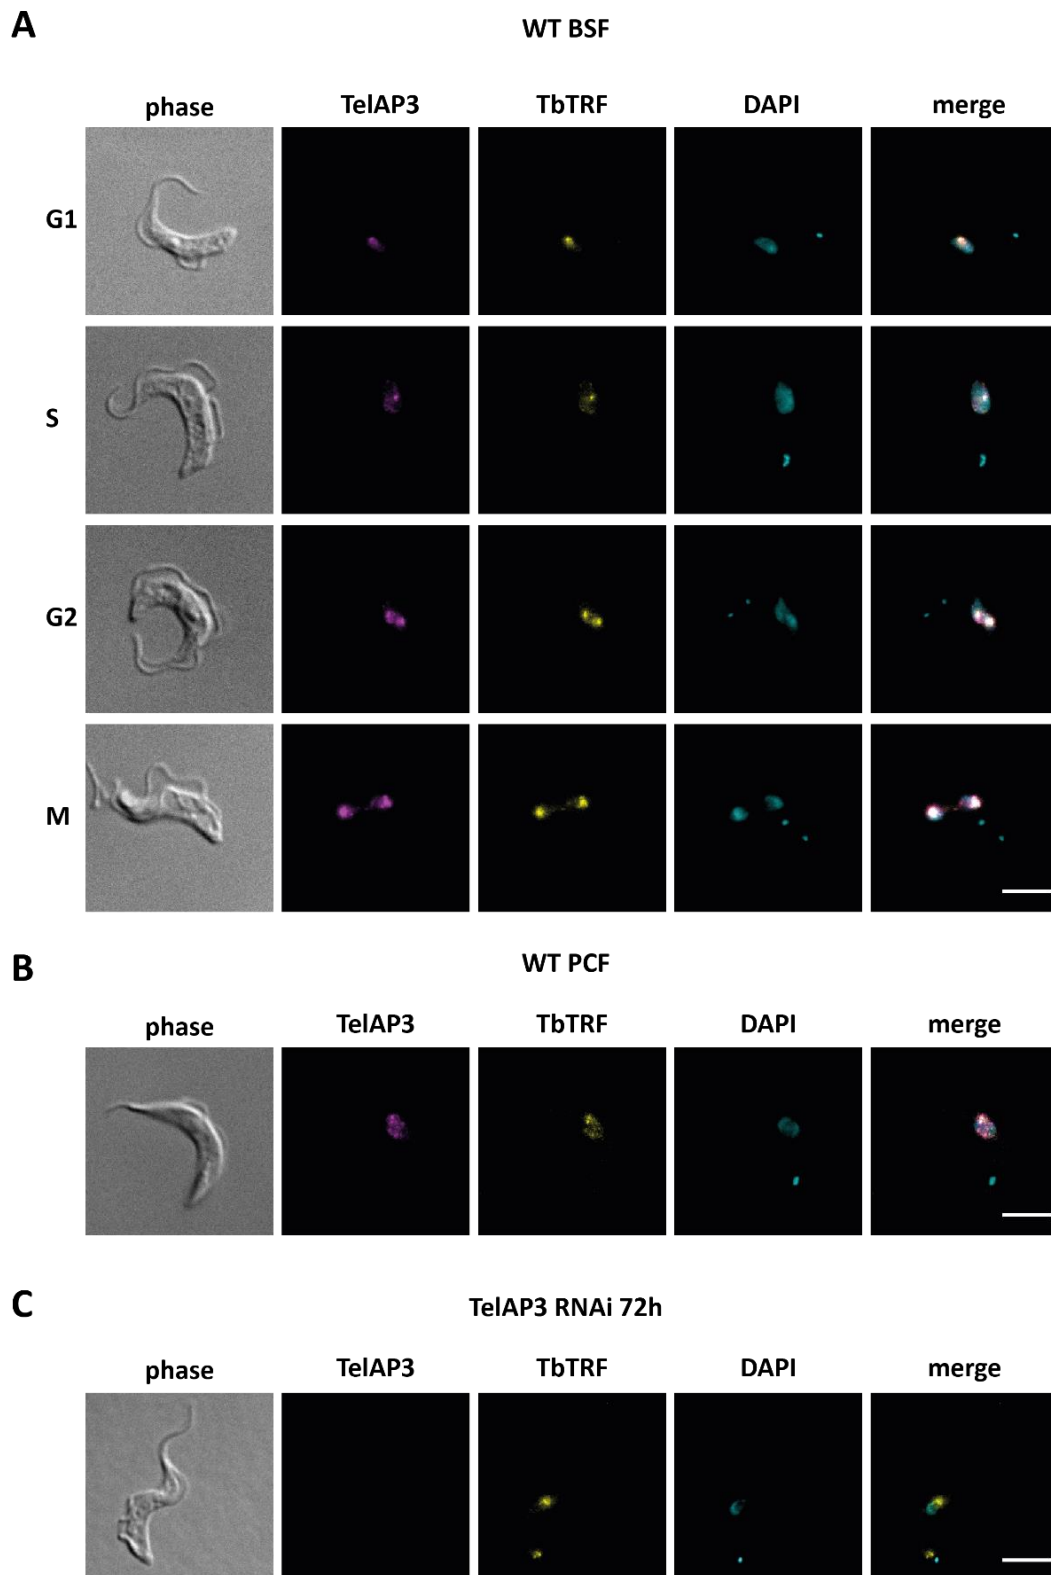 A
WT BSF
phase TelAP3 TbTRF DAPI merge
G1
S
G2
M
B
WT PCF
phase TelAP3 TbTRF DAPI merge
C
TelAP3 RNAi 72h
phase TelAP3 TbTRF DAPI merge